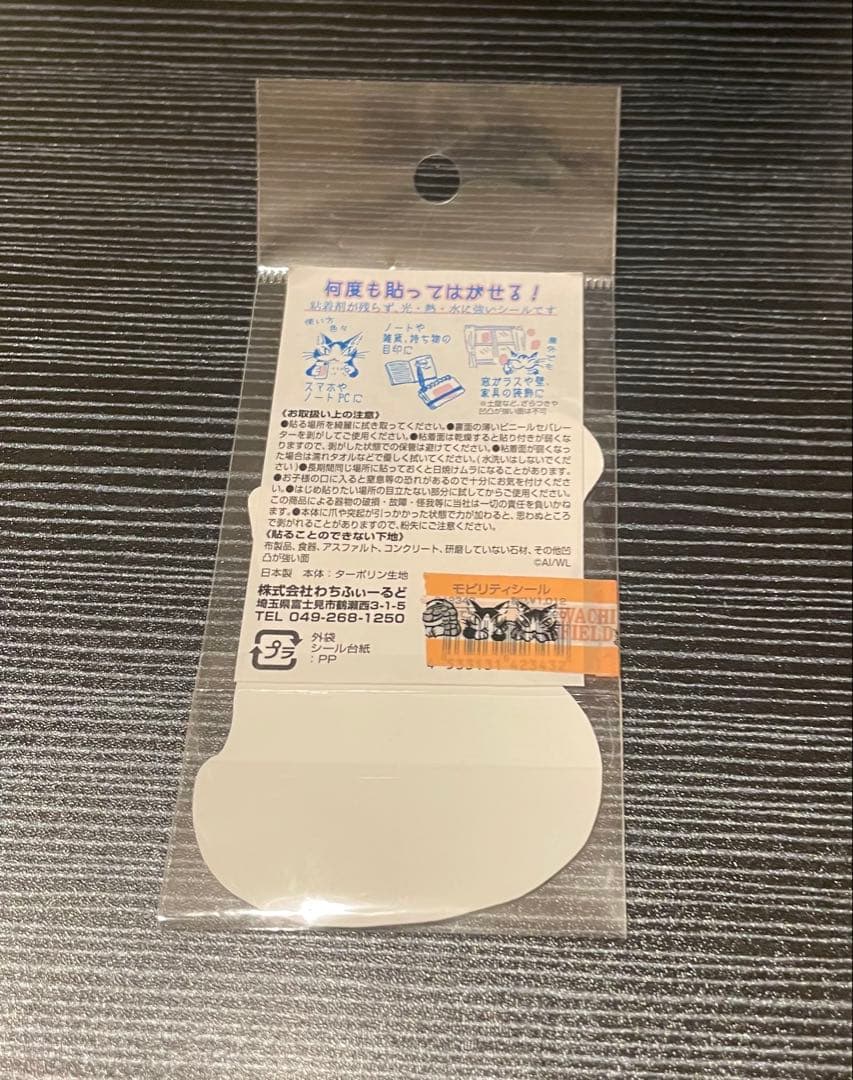 何度も貼ってはがせる!
粘着剤が残らず、光・熱・水に強いシールです
使い方
色々
スマホや
ノートPCに
ノートや
雑貨、持ち物の
目印に
窓ガラスや壁、
家具の装飾に
※土壁など、ざらつきや
凹凸が強い面は不可
《お取扱い上の注意》
●貼る場所を綺麗に拭き取ってください。●裏面の薄いビニールセパレー
ターを剥がしてご使用ください。●粘着面は乾燥すると貼り付きが弱くな
りますので、剥がした状態での保管は避けてください。●粘着面が弱くなっ
た場合は濡れタオルなどで優しく拭いてください。(水洗いはしないでくだ
さい)●長期間同じ場所に貼っておくと日焼けムラになることがあります。
●お子様の口に入ると窒息等の恐れがあるので十分にお気を付けください。
●はじめ貼りたい場所の目立たない部分に試してからご使用ください。
この商品による器物の破損・故障・怪我等に当社は一切の責任を負いかね
ます。●本体に爪や突起が引っかかった状態で力が加わると、思わぬところ
で剥がれることがありますので、紛失にご注意ください。
《貼ることのできない下地》
布製品、食器、アスファルト、コンクリート、研磨していない石材、その他凹
凸が強い面
©AI/WL
日本製 本体:ターポリン生地
株式会社わちふぃーるど
埼玉県富士見市鶴瀬西3-1-5
TEL 049-268-1250
プラ
外袋
シール台紙
:PP
モビリティシール
WACHI
FIELD
4 533131 423432